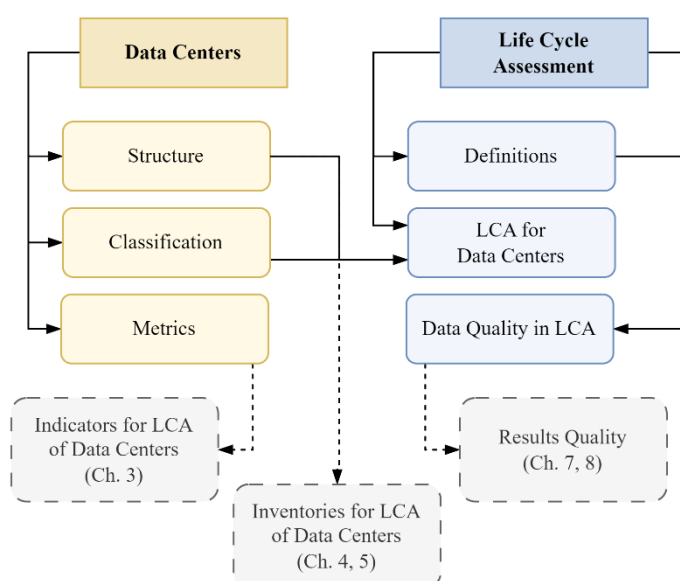 Data Centers
Life Cycle
Assessment
Structure
Definitions
Classification
LCA for
Data Centers
Metrics
Data Quality in LCA
Indicators for LCA
of Data Centers
(Ch. 3)
Results Quality
(Ch. 7, 8)
Inventories for LCA
of Data Centers
(Ch. 4, 5)